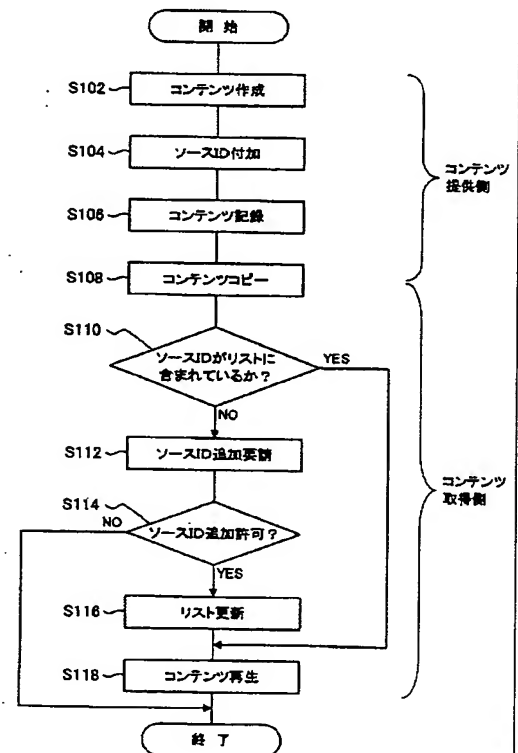 開 始
S102
コンテンツ作成
S104
ソースID付加
コンテンツ
提供側
S106
コンテンツ記録
S108
コンテンツコピー
S110
ソースIDがリストに
含まれているか?
YES
NO
S112
ソースID追加要請
コンテンツ
取得側
S114
NO
ソースID追加許可?
YES
S116
リスト更新
S118
コンテンツ再生
終 了